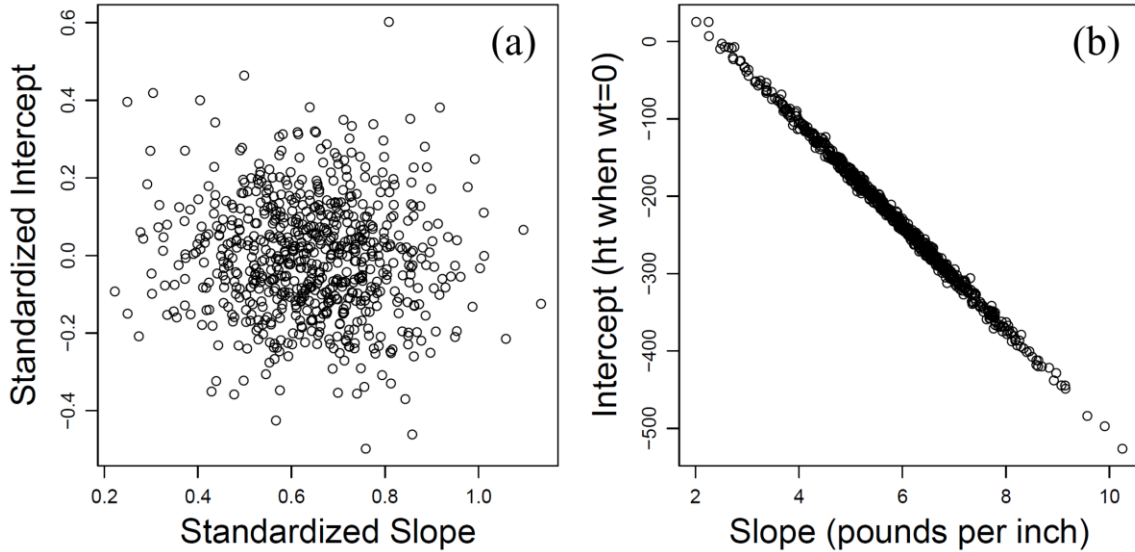 (a)
Standardized Intercept
0.6
0.4
0.2
0.0
−0.2
−0.4
0.2 0.4 0.6 0.8 1.0
Standardized Slope
(b)
Intercept (ht when wt=0)
0
−100
−200
−300
−400
−500
2 4 6 8 10
Slope (pounds per inch)